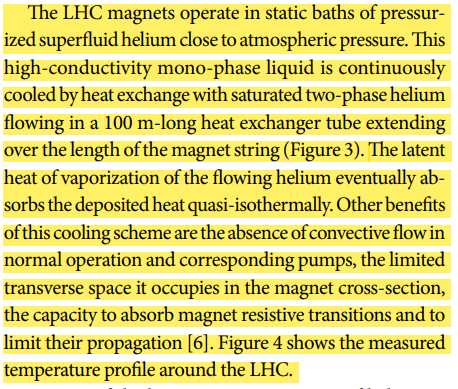 The LHC magnets operate in static baths of pressur-
ized superfluid helium close to atmospheric pressure. This
high-conductivity mono-phase liquid is continuously
cooled by heat exchange with saturated two-phase helium
flowing in a 100 m-long heat exchanger tube extending
over the length of the magnet string (Figure 3). The latent
heat of vaporization of the flowing helium eventually ab-
sorbs the deposited heat quasi-isothermally. Other benefits
of this cooling scheme are the absence of convective flow in
normal operation and corresponding pumps, the limited
transverse space it occupies in the magnet cross-section,
the capacity to absorb magnet resistive transitions and to
limit their propagation [6]. Figure 4 shows the measured
temperature profile around the LHC.